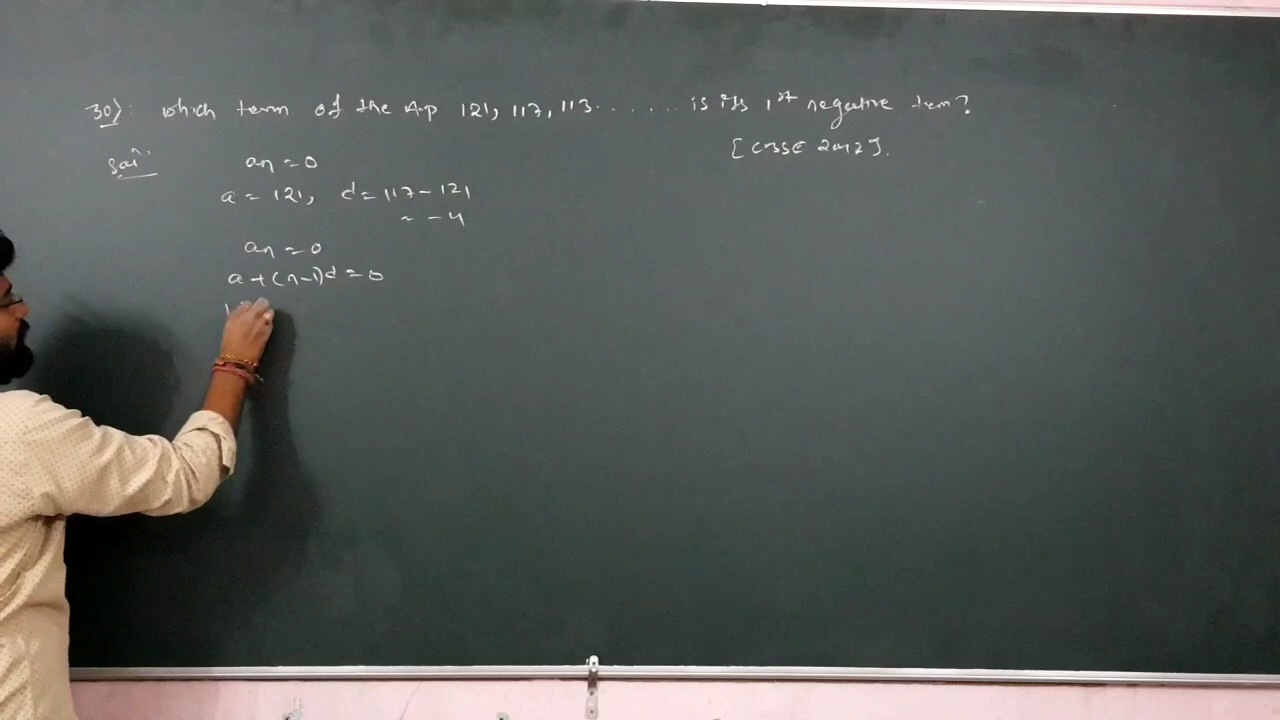 30): which term of the A.P 121, 117, 113....... is its 1st negative term?
[CBSE 2012].
Solⁿ.
an = 0
a = 121, d = 117 - 121
= -4
an = 0
a + (n-1)d = 0